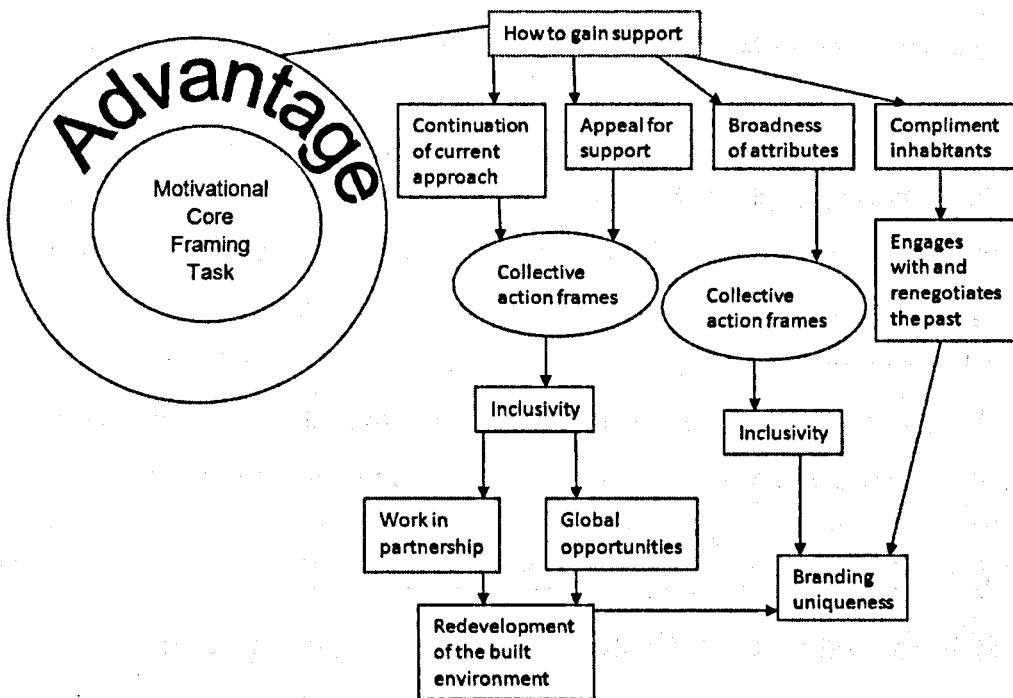 Advantage
Motivational
Core
Framing
Task
How to gain support
Continuation
of current
approach
Appeal for
support
Broadness
of attributes
Compliment
inhabitants
Collective
action frames
Collective
action frames
Engages
with and
renegotiates
the past
Inclusivity
Inclusivity
Work in
partnership
Global
opportunities
Branding
uniqueness
Redevelopment
of the built
environment